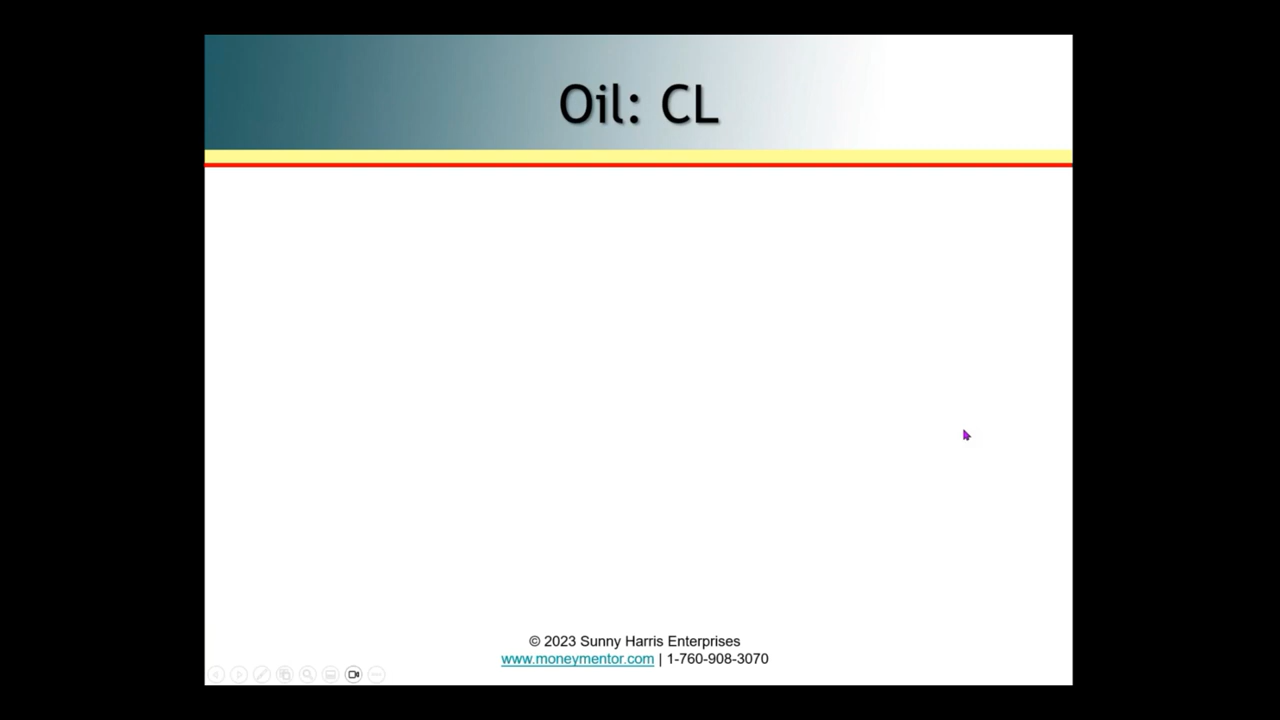 Oil: CL
© 2023 Sunny Harris Enterprises
www.moneymentor.com | 1-760-908-3070